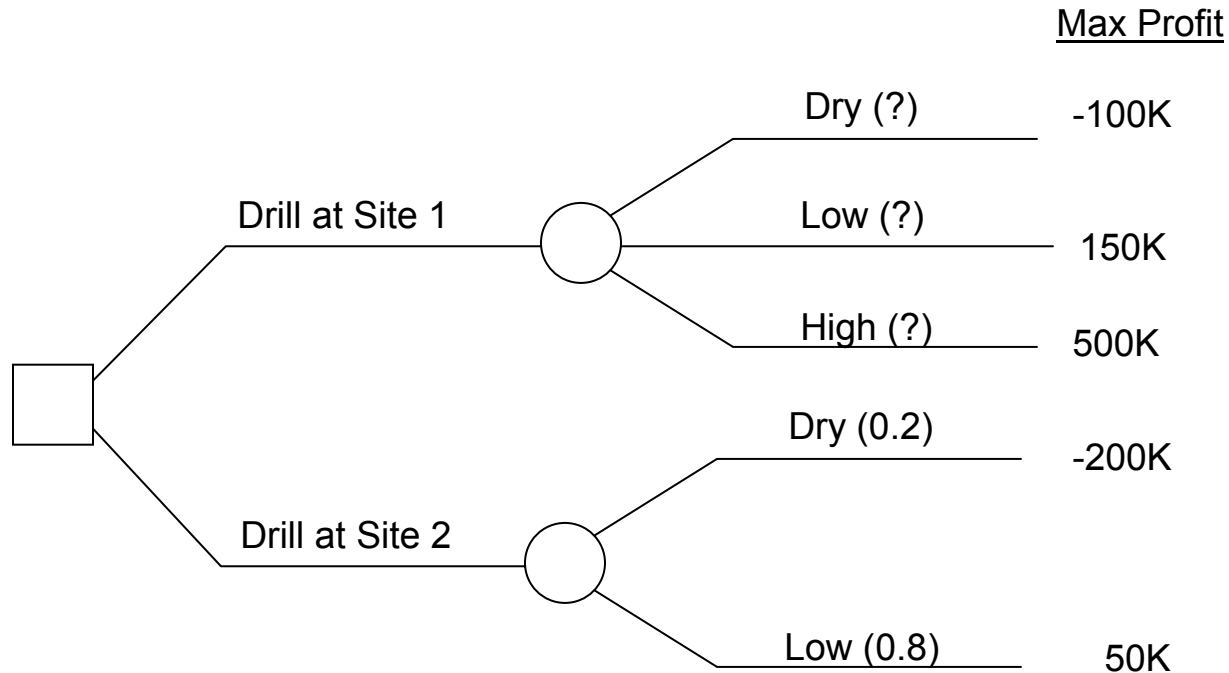 Max Profit
Dry (?) -100K
Drill at Site 1 Low (?) 150K
High (?) 500K
Dry (0.2) -200K
Drill at Site 2
Low (0.8) 50K